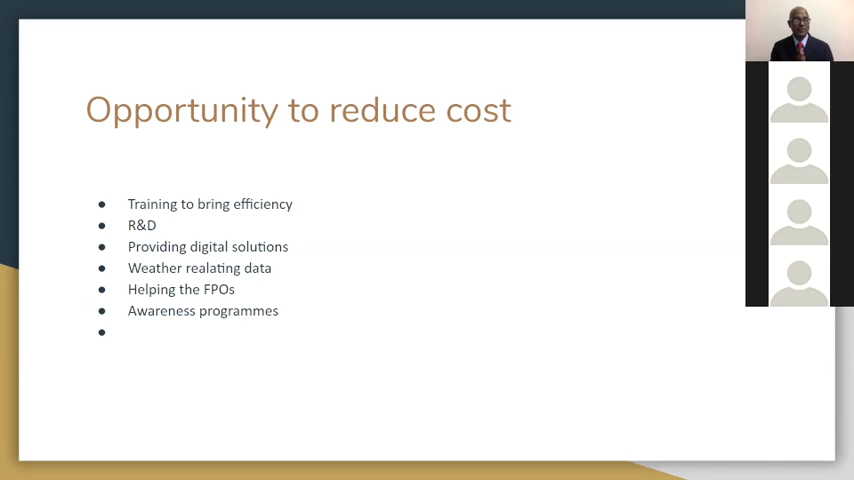 Opportunity to reduce cost
● Training to bring efficiency
● R&D
● Providing digital solutions
● Weather realating data
● Helping the FPOs
● Awareness programmes
●